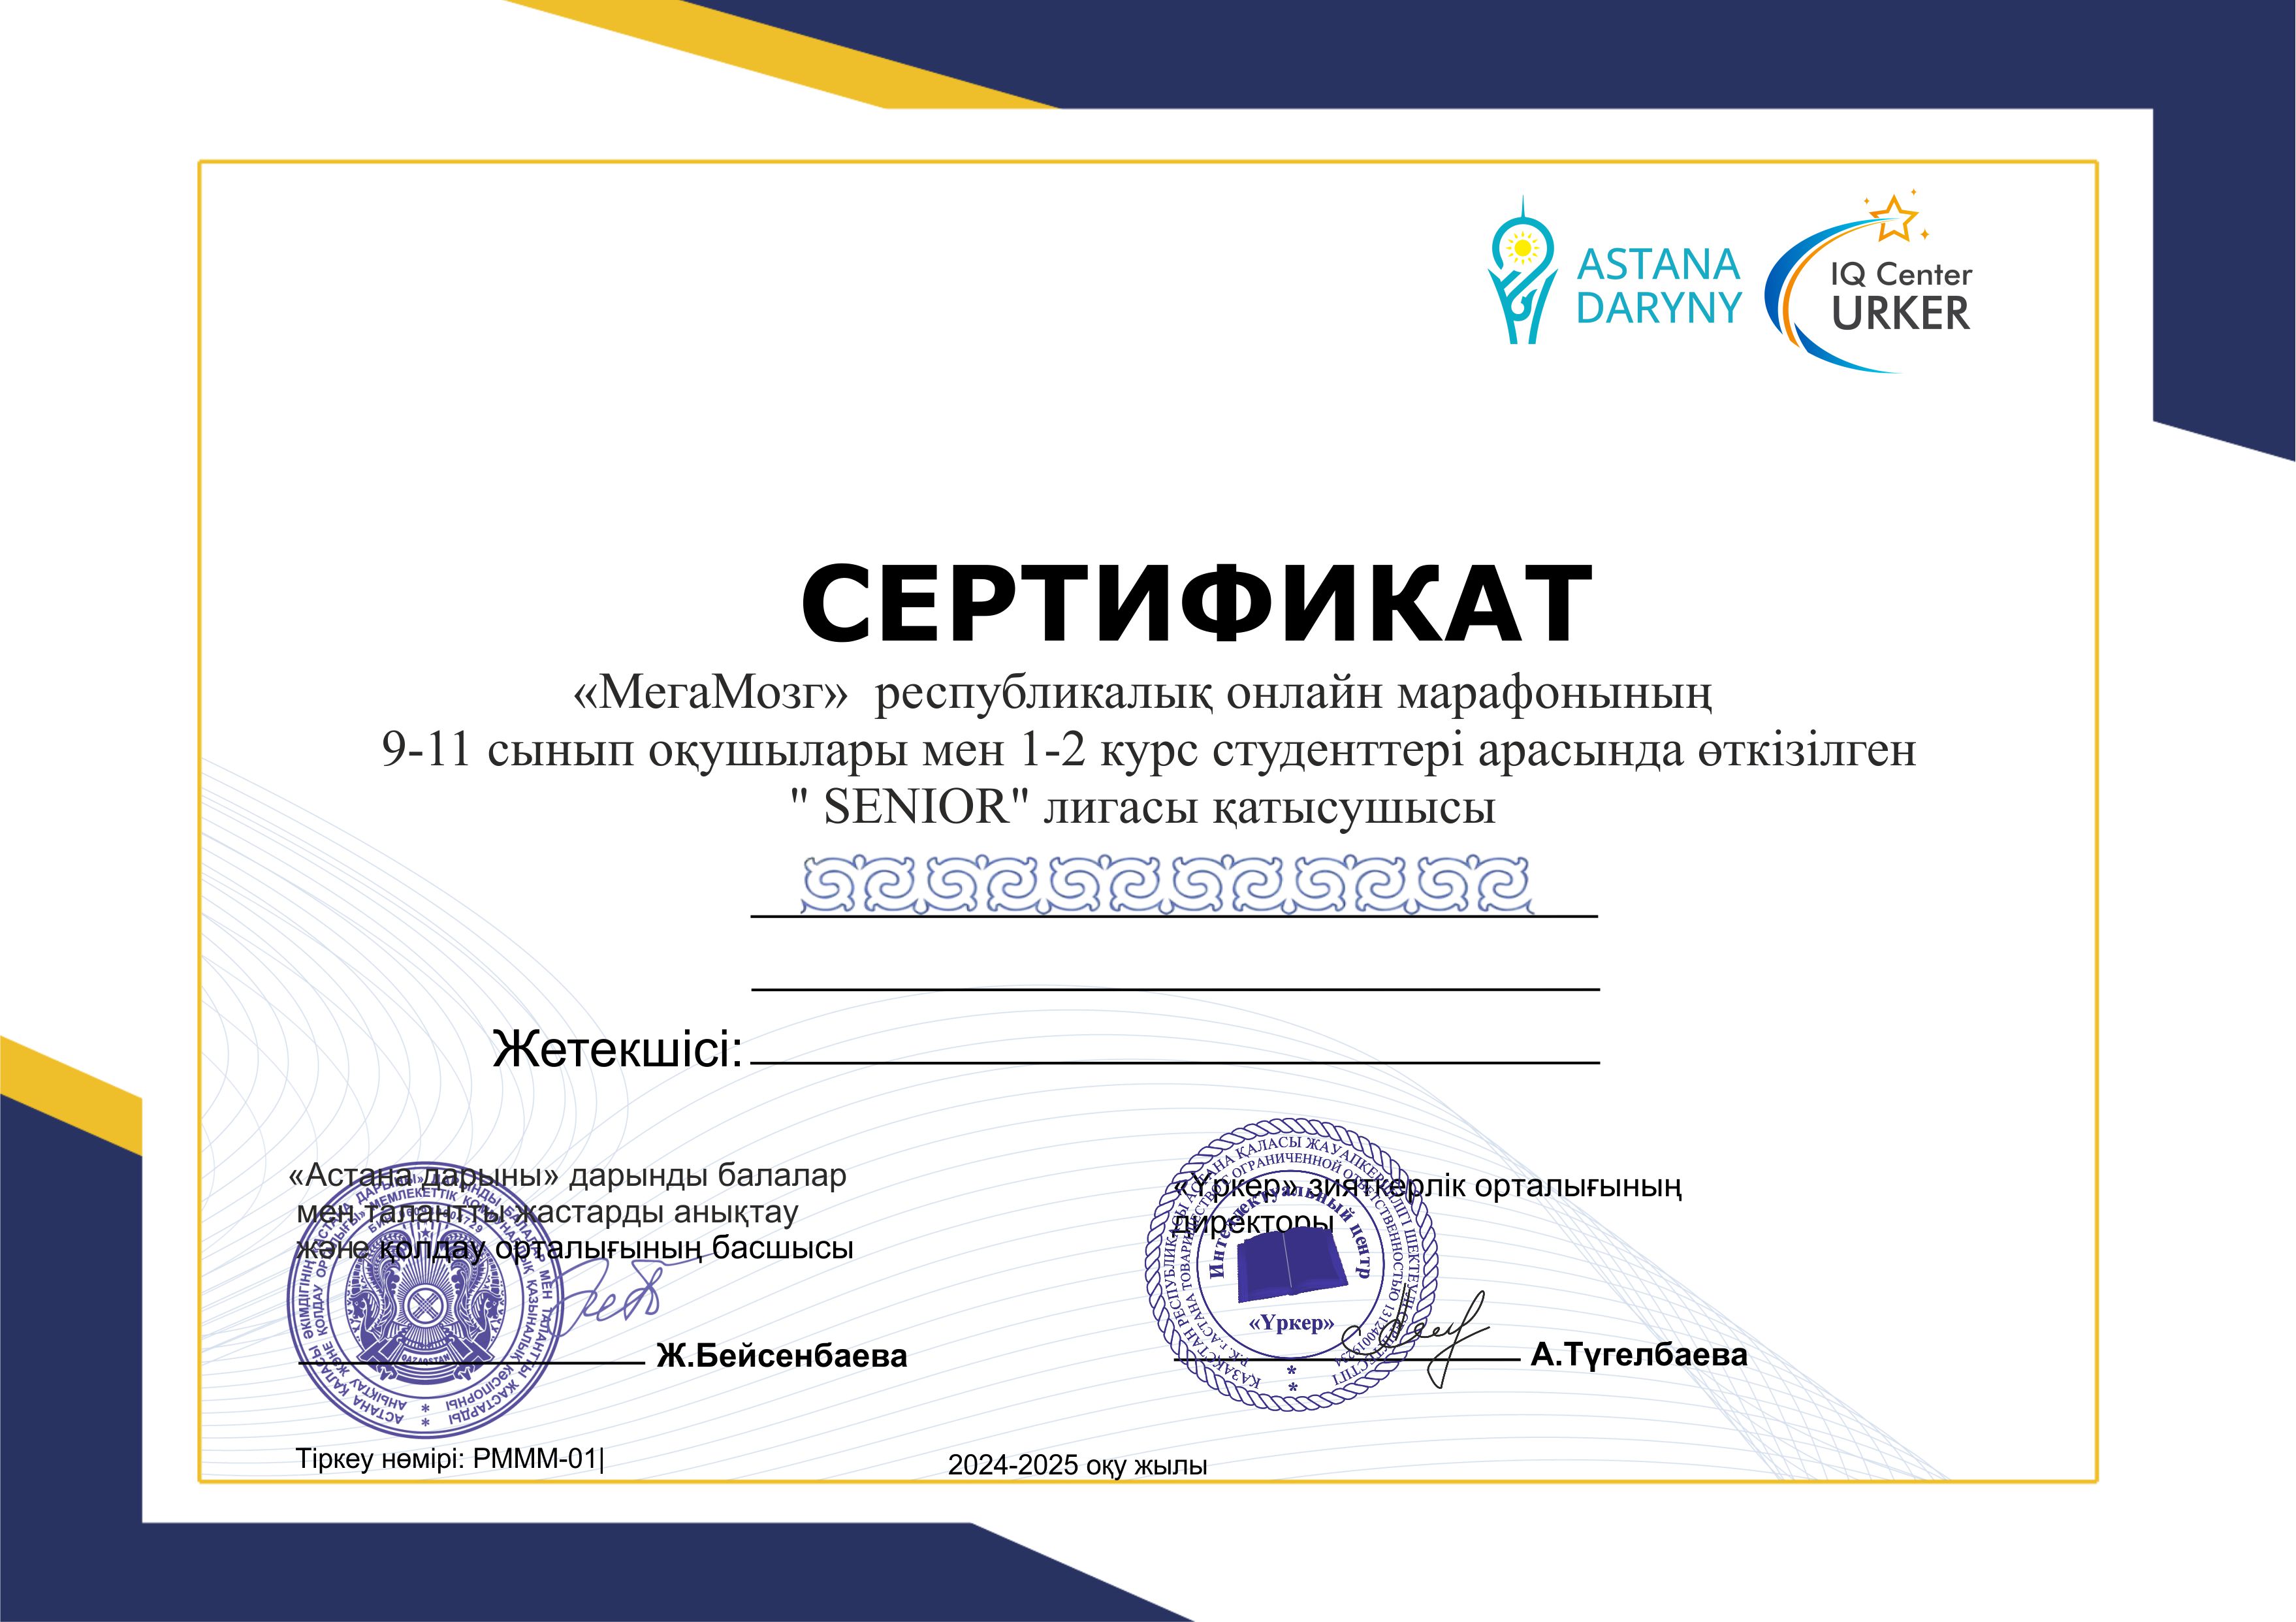 ASTANA
DARYNY
IQ Center
URKER
СЕРТИФИКАТ
«МегаМозг» республикалық онлайн марафонының
9-11 сынып оқушылары мен 1-2 курс студенттері арасында өткізілген
" SENIOR" лигасы қатысушысы
Жетекшісі:
«Астана дарыны» дарынды балалар
мен талантты жастарды анықтау
және қолдау орталығының басшысы
Ж.Бейсенбаева
QAZAQSTAN
«Үркер» зияткерлік орталығының
директоры
Интеллектуальный центр
«Үркер»
А.Түгелбаева
Тіркеу нөмірі: РМММ-01|
2024-2025 оқу жылы